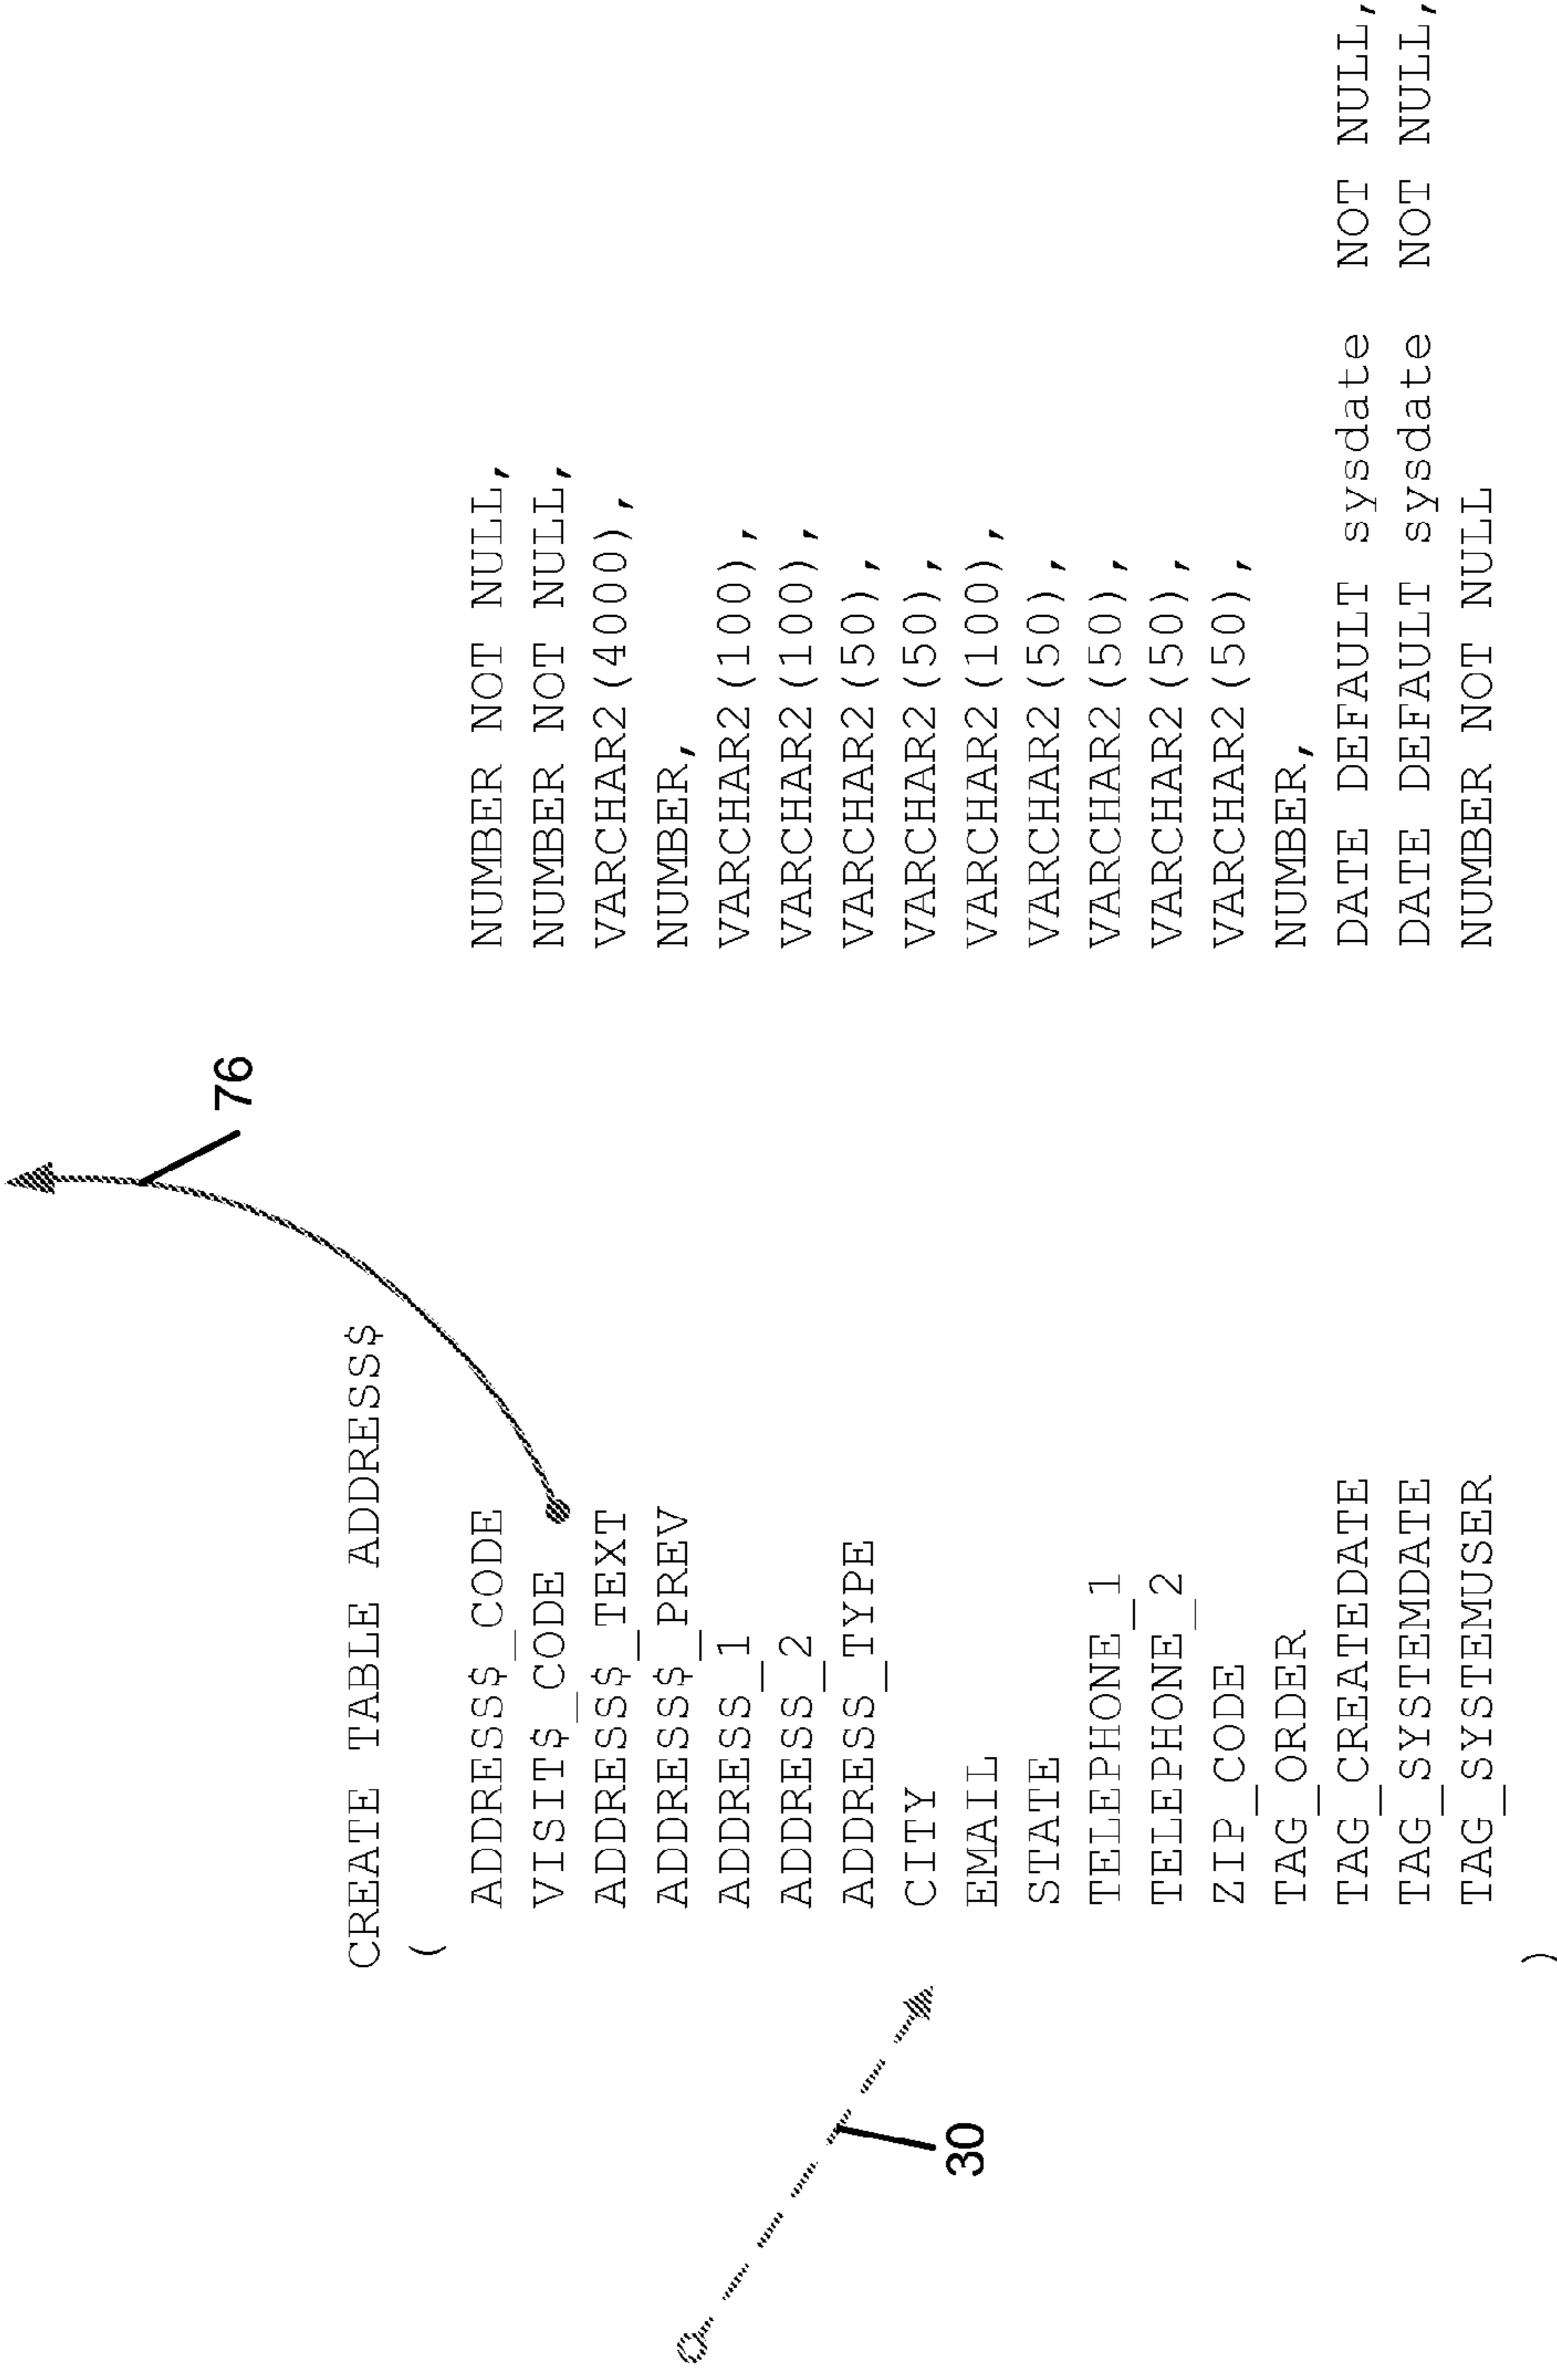 76
CREATE TABLE ADDRESS$
(
ADDRESS$_CODE NUMBER NOT NULL,
VISIT$_CODE NUMBER NOT NULL,
ADDRESS$_TEXT VARCHAR2(4000),
ADDRESS$_PREV NUMBER,
ADDRESS_1 VARCHAR2(100),
ADDRESS_2 VARCHAR2(100),
ADDRESS_TYPE VARCHAR2(50),
CITY VARCHAR2(50),
EMAIL VARCHAR2(100),
STATE VARCHAR2(50),
TELEPHONE_1 VARCHAR2(50),
TELEPHONE_2 VARCHAR2(50),
ZIP_CODE VARCHAR2(50),
TAG_ORDER NUMBER,
TAG_CREATEDATE DATE DEFAULT sysdate NOT NULL,
TAG_SYSTEMDATE DATE DEFAULT sysdate NOT NULL,
TAG_SYSTEMUSER NUMBER NOT NULL
)
30